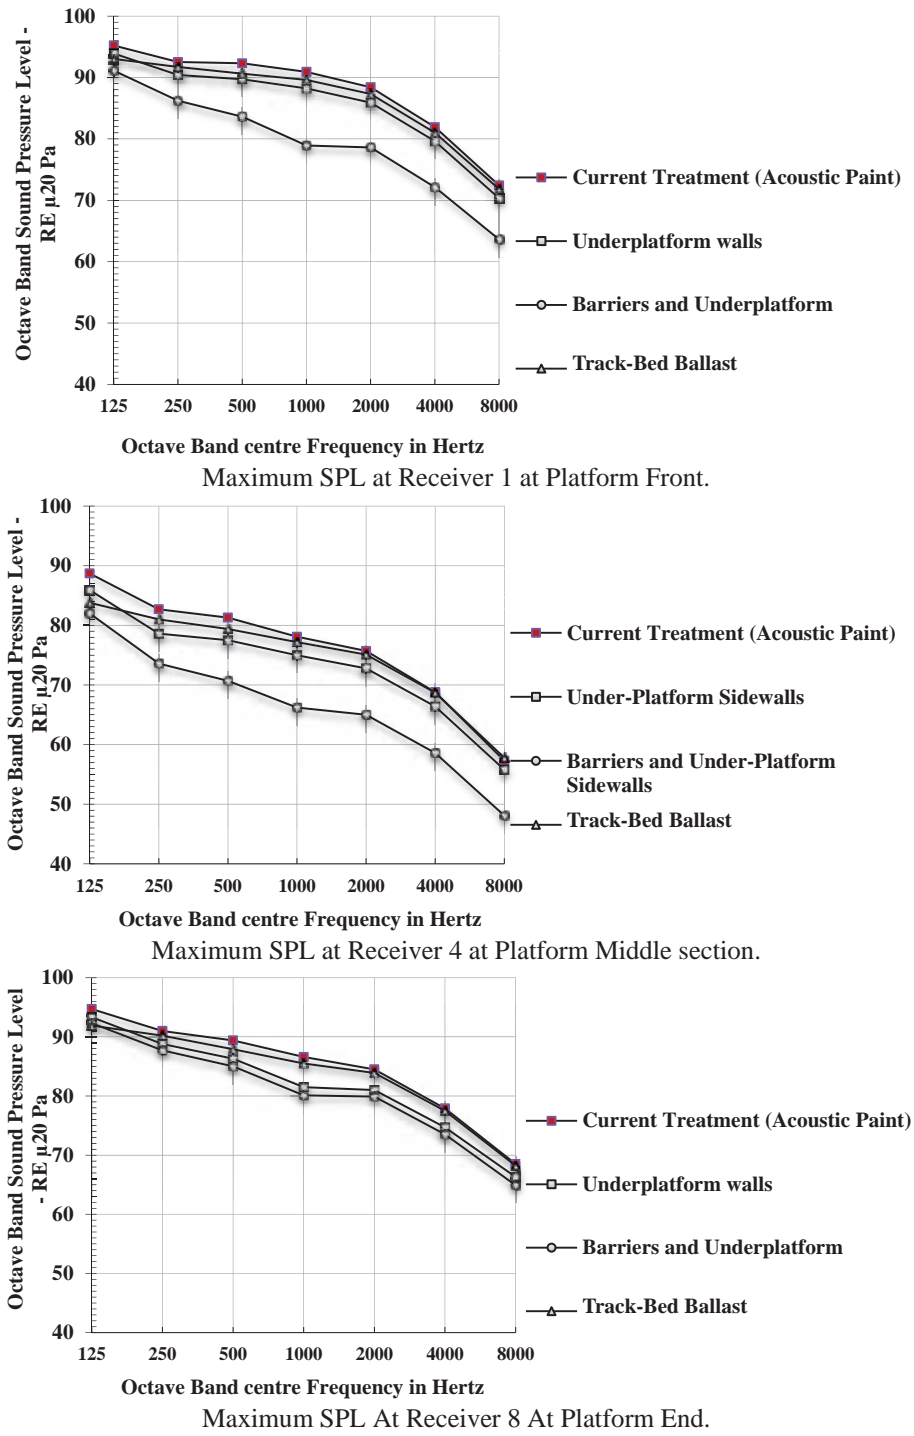 Octave Band Sound Pressure Level -
RE µ20 Pa
100
90
80
70
60
50
40
125 250 500 1000 2000 4000 8000
Octave Band centre Frequency in Hertz
Current Treatment (Acoustic Paint)
Underplatform walls
Barriers and Underplatform
Track-Bed Ballast
Maximum SPL at Receiver 1 at Platform Front.
Octave Band Sound Pressure Level -
RE µ20 Pa
100
90
80
70
60
50
40
125 250 500 1000 2000 4000 8000
Octave Band centre Frequency in Hertz
Current Treatment (Acoustic Paint)
Under-Platform Sidewalls
Barriers and Under-Platform
Sidewalls
Track-Bed Ballast
Maximum SPL at Receiver 4 at Platform Middle section.
Octave Band Sound Pressure Level
- RE µ20 Pa
100
90
80
70
60
50
40
125 250 500 1000 2000 4000 8000
Octave Band centre Frequency in Hertz
Current Treatment (Acoustic Paint)
Underplatform walls
Barriers and Underplatform
Track-Bed Ballast
Maximum SPL At Receiver 8 At Platform End.